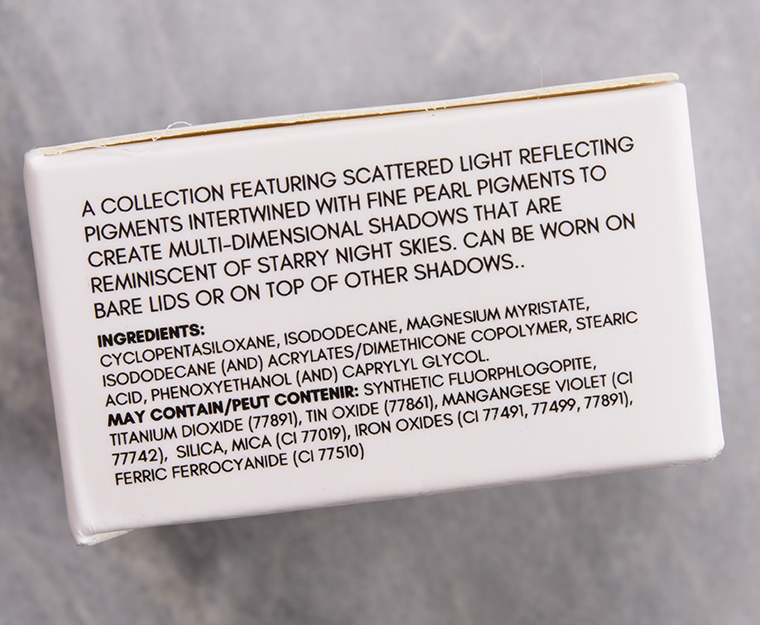 A COLLECTION FEATURING SCATTERED LIGHT REFLECTING
PIGMENTS INTERTWINED WITH FINE PEARL PIGMENTS TO
CREATE MULTI-DIMENSIONAL SHADOWS THAT ARE
REMINISCENT OF STARRY NIGHT SKIES. CAN BE WORN ON
BARE LIDS OR ON TOP OF OTHER SHADOWS..
INGREDIENTS:
CYCLOPENTASILOXANE, ISODODECANE, MAGNESIUM MYRISTATE,
ISODODECANE (AND) ACRYLATES/DIMETHICONE COPOLYMER, STEARIC
ACID, PHENOXYETHANOL (AND) CAPRYLYL GLYCOL.
MAY CONTAIN/PEUT CONTENIR: SYNTHETIC FLUORPHLOGOPITE,
TITANIUM DIOXIDE (77891), TIN OXIDE (77861), MANGANGESE VIOLET (CI
77742), SILICA, MICA (CI 77019), IRON OXIDES (CI 77491, 77499, 77891),
FERRIC FERROCYANIDE (CI 77510)